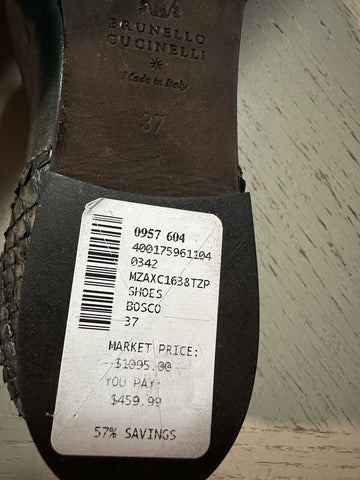 BRUNELLO
CUCINELLI
Made in Italy
37
0957 604
400175961104
0342
MZAXC1638TZP
SHOES
BOSCO
37
MARKET PRICE:
$1095.00
YOU PAY:
$459.99
57% SAVINGS